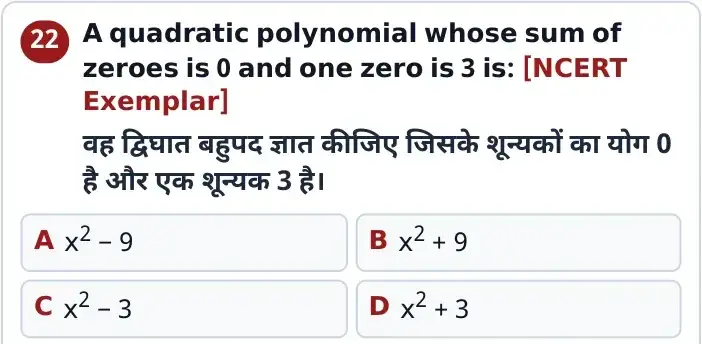 22 A quadratic polynomial whose sum of
zeroes is 0 and one zero is 3 is: [NCERT
Exemplar]
वह द्विघात बहुपद ज्ञात कीजिए जिसके शून्यकों का योग 0
है और एक शून्यक 3 है।
A x² – 9
B x² + 9
C x² – 3
D x² + 3